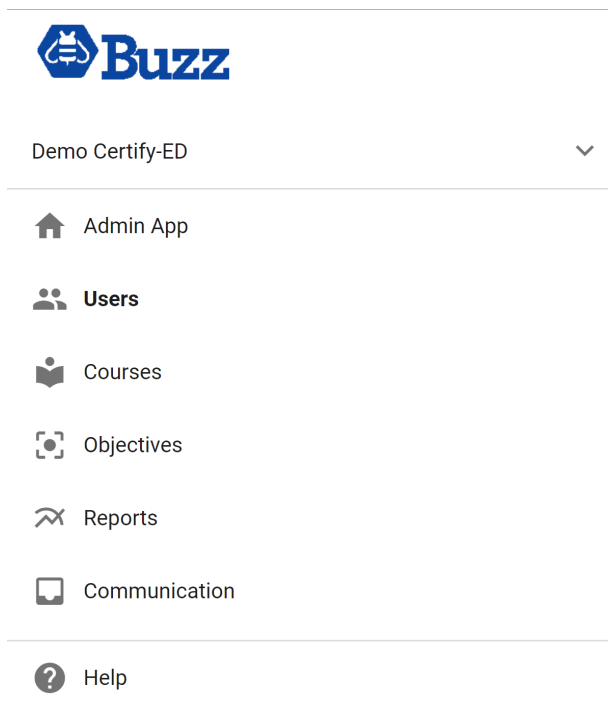 Buzz
Demo Certify-ED
Admin App
Users
Courses
Objectives
Reports
Communication
Help